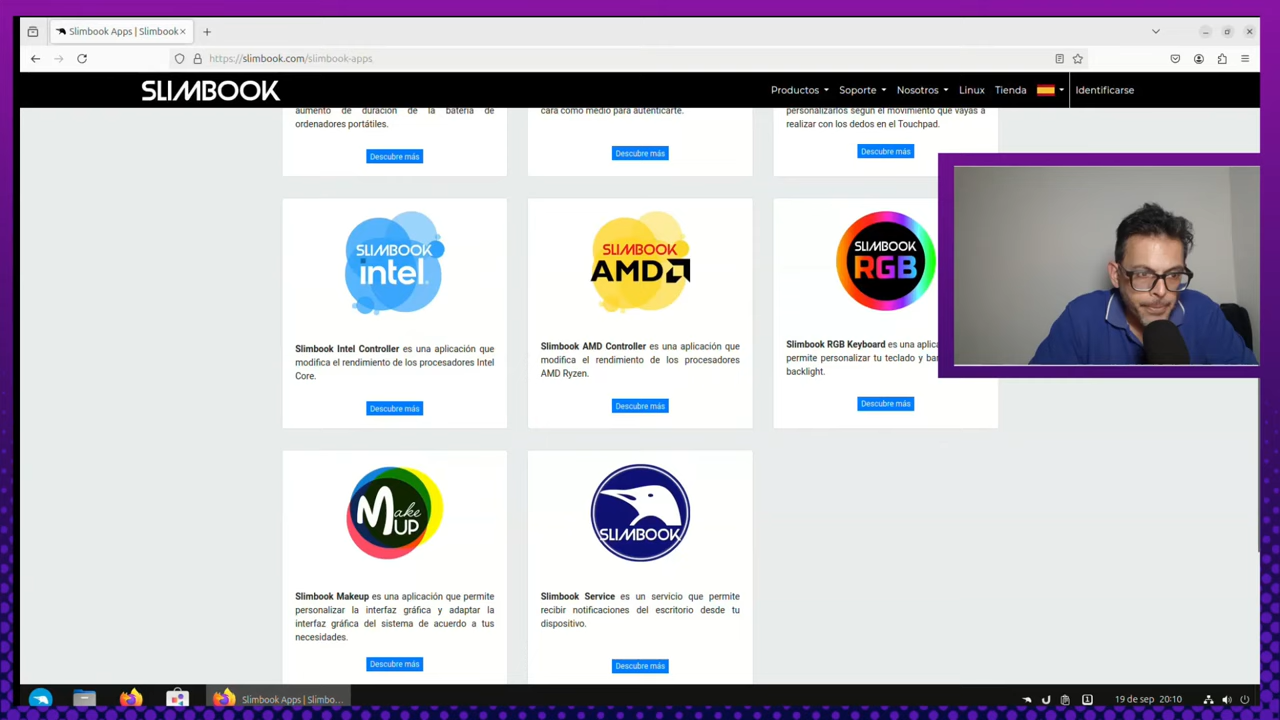 Slimbook Apps | Slimbook
https://slimbook.com/slimbook-apps
SLIMBOOK
Productos
Soporte
Nosotros
Linux
Tienda
Identificarse
aumento de duración de la batería de
ordenadores portátiles.
Descubre más
cara como medio para autenticarte.
Descubre más
personalizarlos según el movimiento que vayas a
realizar con los dedos en el Touchpad.
Descubre más
SLIMBOOK
intel
Slimbook Intel Controller es una aplicación que
modifica el rendimiento de los procesadores Intel
Core.
Descubre más
SLIMBOOK
AMD
Slimbook AMD Controller es una aplicación que
modifica el rendimiento de los procesadores
AMD Ryzen.
Descubre más
SLIMBOOK
RGB
Slimbook RGB Keyboard es una
permite personalizar tu teclado y
backlight.
Descubre más
Make
UP
Slimbook Makeup es una aplicación que permite
personalizar la interfaz gráfica y adaptar la
interfaz gráfica del sistema de acuerdo a tus
necesidades.
Descubre más
SLIMBOOK
Slimbook Service es un servicio que permite
recibir notificaciones del escritorio desde tu
dispositivo.
Descubre más
Slimbook Apps | Slimbo...
1
19 de sep 20:10